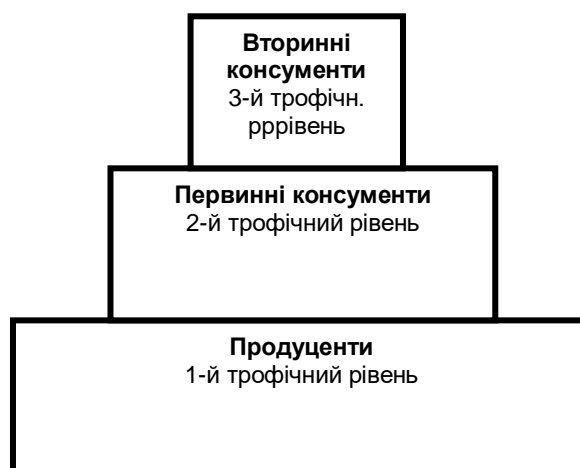 Вторинні
консументи
3-й трофічн.
рррівень
Первинні консументи
2-й трофічний рівень
Продуценти
1-й трофічний рівень